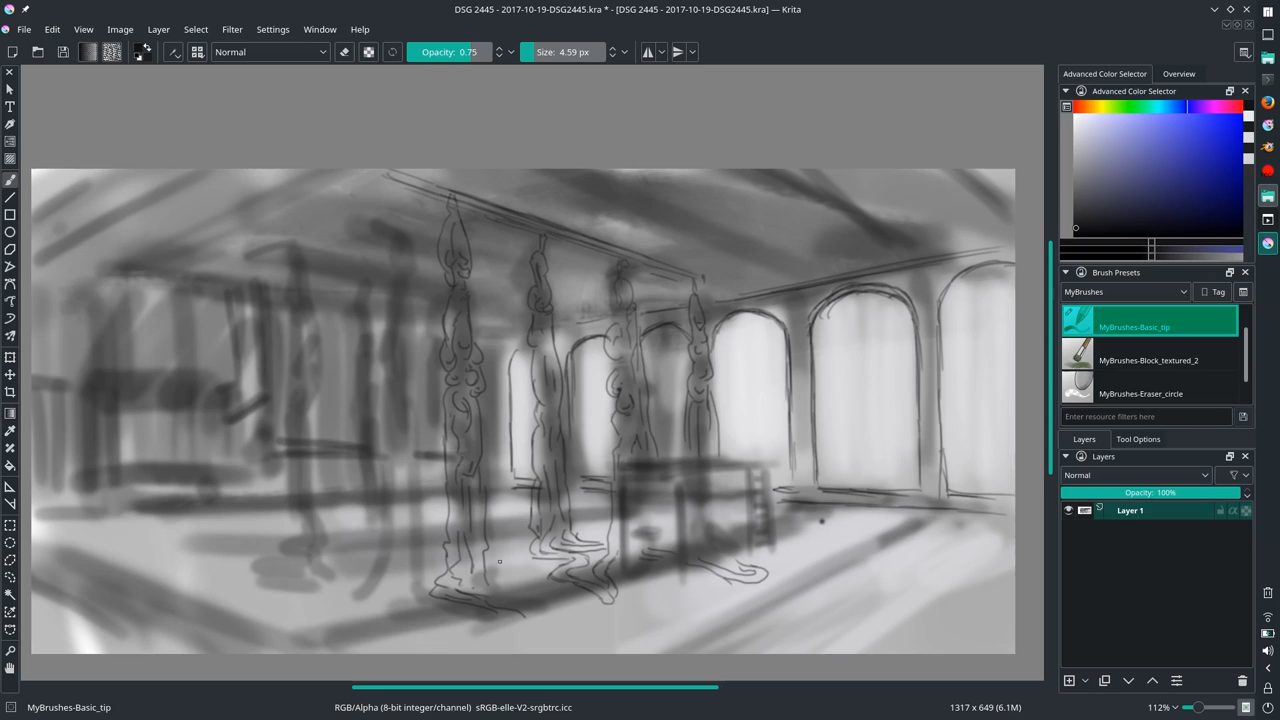 DSG 2445 - 2017-10-19-DSG2445.kra * - [DSG 2445 - 2017-10-19-DSG2445.kra] — Krita
File Edit View Image Layer Select Filter Settings Window Help
Normal Opacity: 0.75 Size: 4.59 px
Advanced Color Selector Overview
Advanced Color Selector
Brush Presets
MyBrushes Tag
MyBrushes-Basic_tip
MyBrushes-Block_textured_2
MyBrushes-Eraser_circle
Enter resource filters here
Layers Tool Options
Layers
Normal
Opacity: 100%
Layer 1
MyBrushes-Basic_tip RGB/Alpha (8-bit integer/channel) sRGB-elle-V2-srgbtrc.icc 1317 x 649 (6.1M) 112%